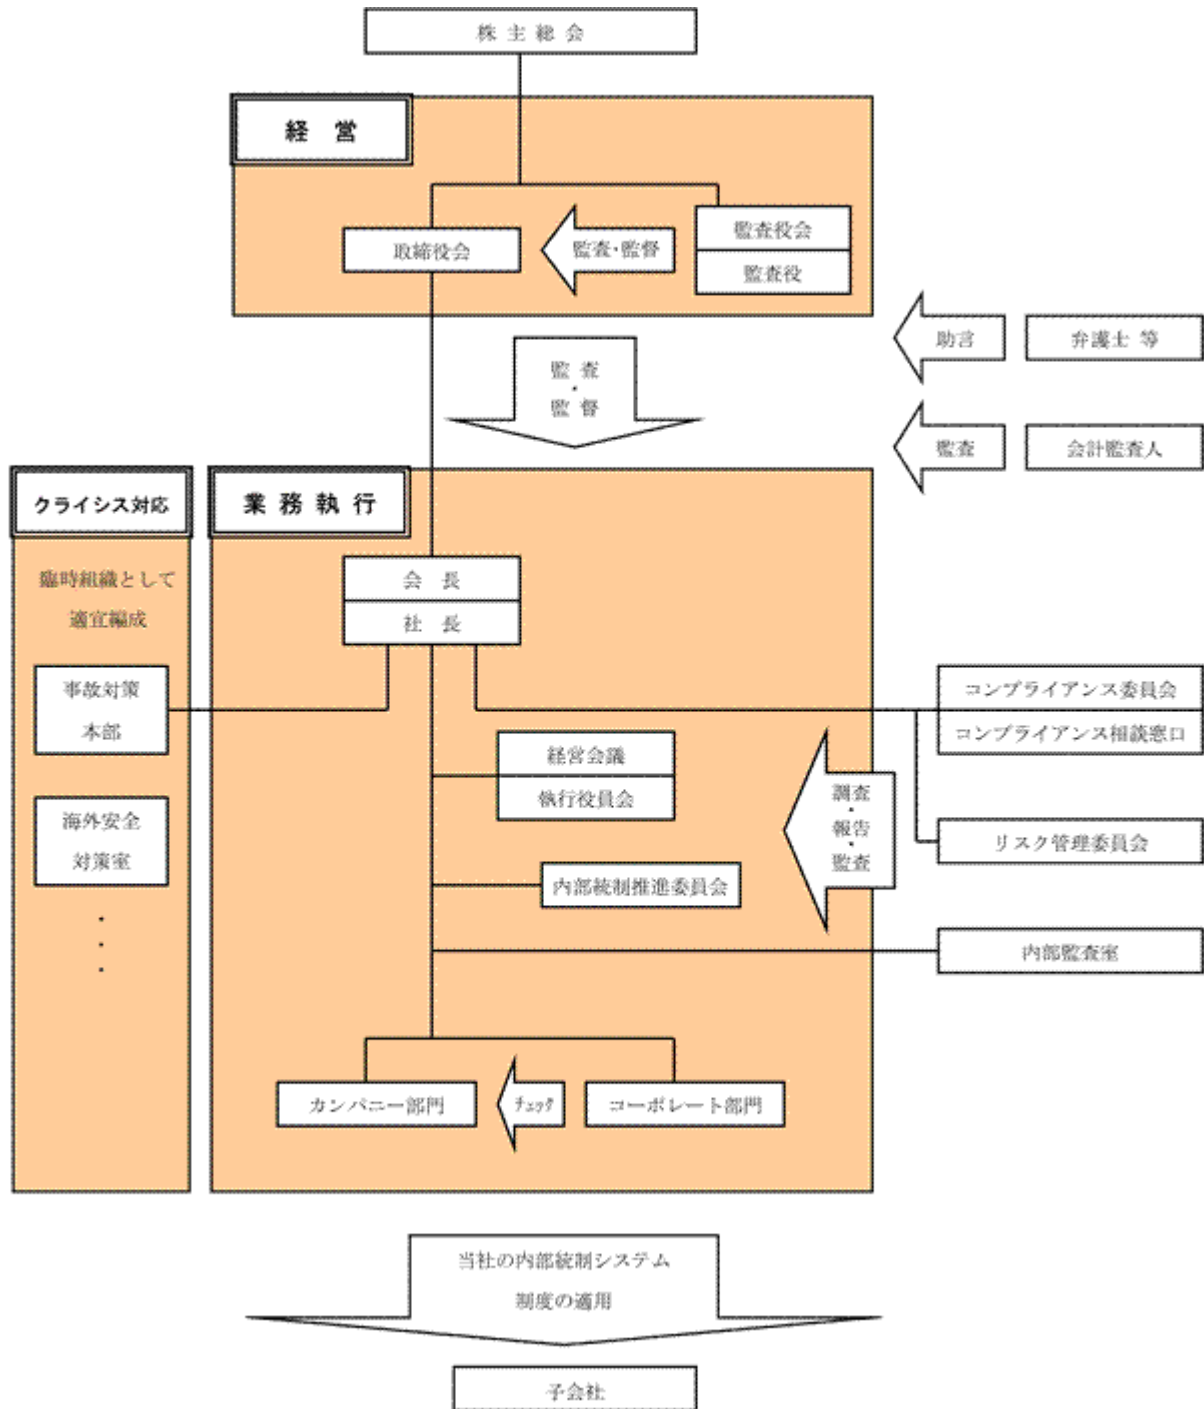 株 主 総 会
経 営
取締役会
監査・監督
監査役会
監査役
助言
弁護士 等
監 査
・
監 督
監査
会計監査人
クライシス対応
臨時組織として
適宜編成
事故対策
本部
海外安全
対策室
・
・
・
業 務 執 行
会 長
社 長
経営会議
執行役員会
内部統制推進委員会
調査
・
報告
・
監査
コンプライアンス委員会
コンプライアンス相談窓口
リスク管理委員会
内部監査室
カンパニー部門
チェック
コーポレート部門
当社の内部統制システム
制度の適用
子会社